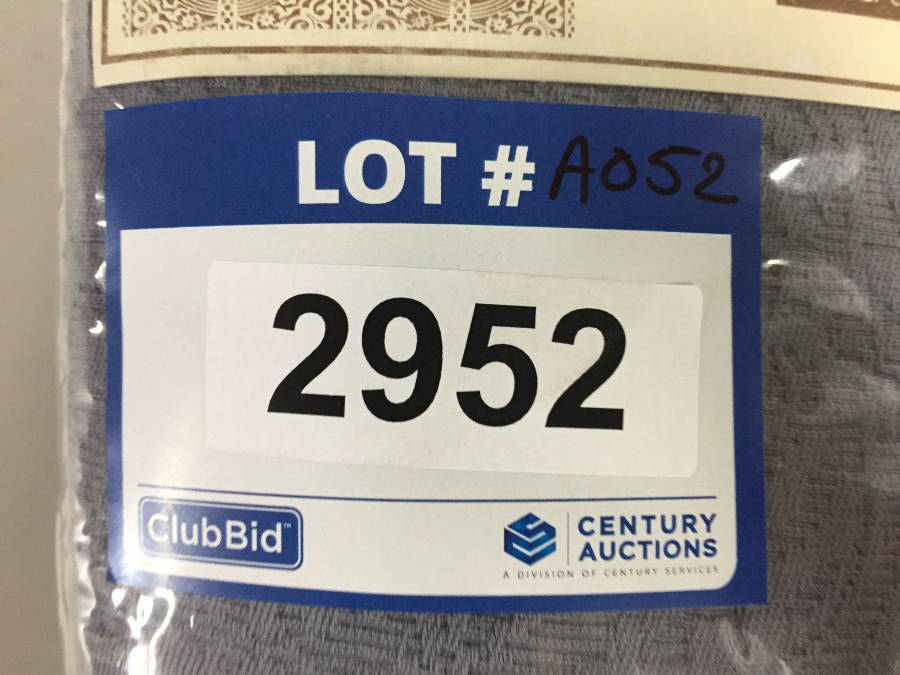 LOT # A052
2952
ClubBid™
CENTURY
AUCTIONS
A DIVISION OF CENTURY SERVICES